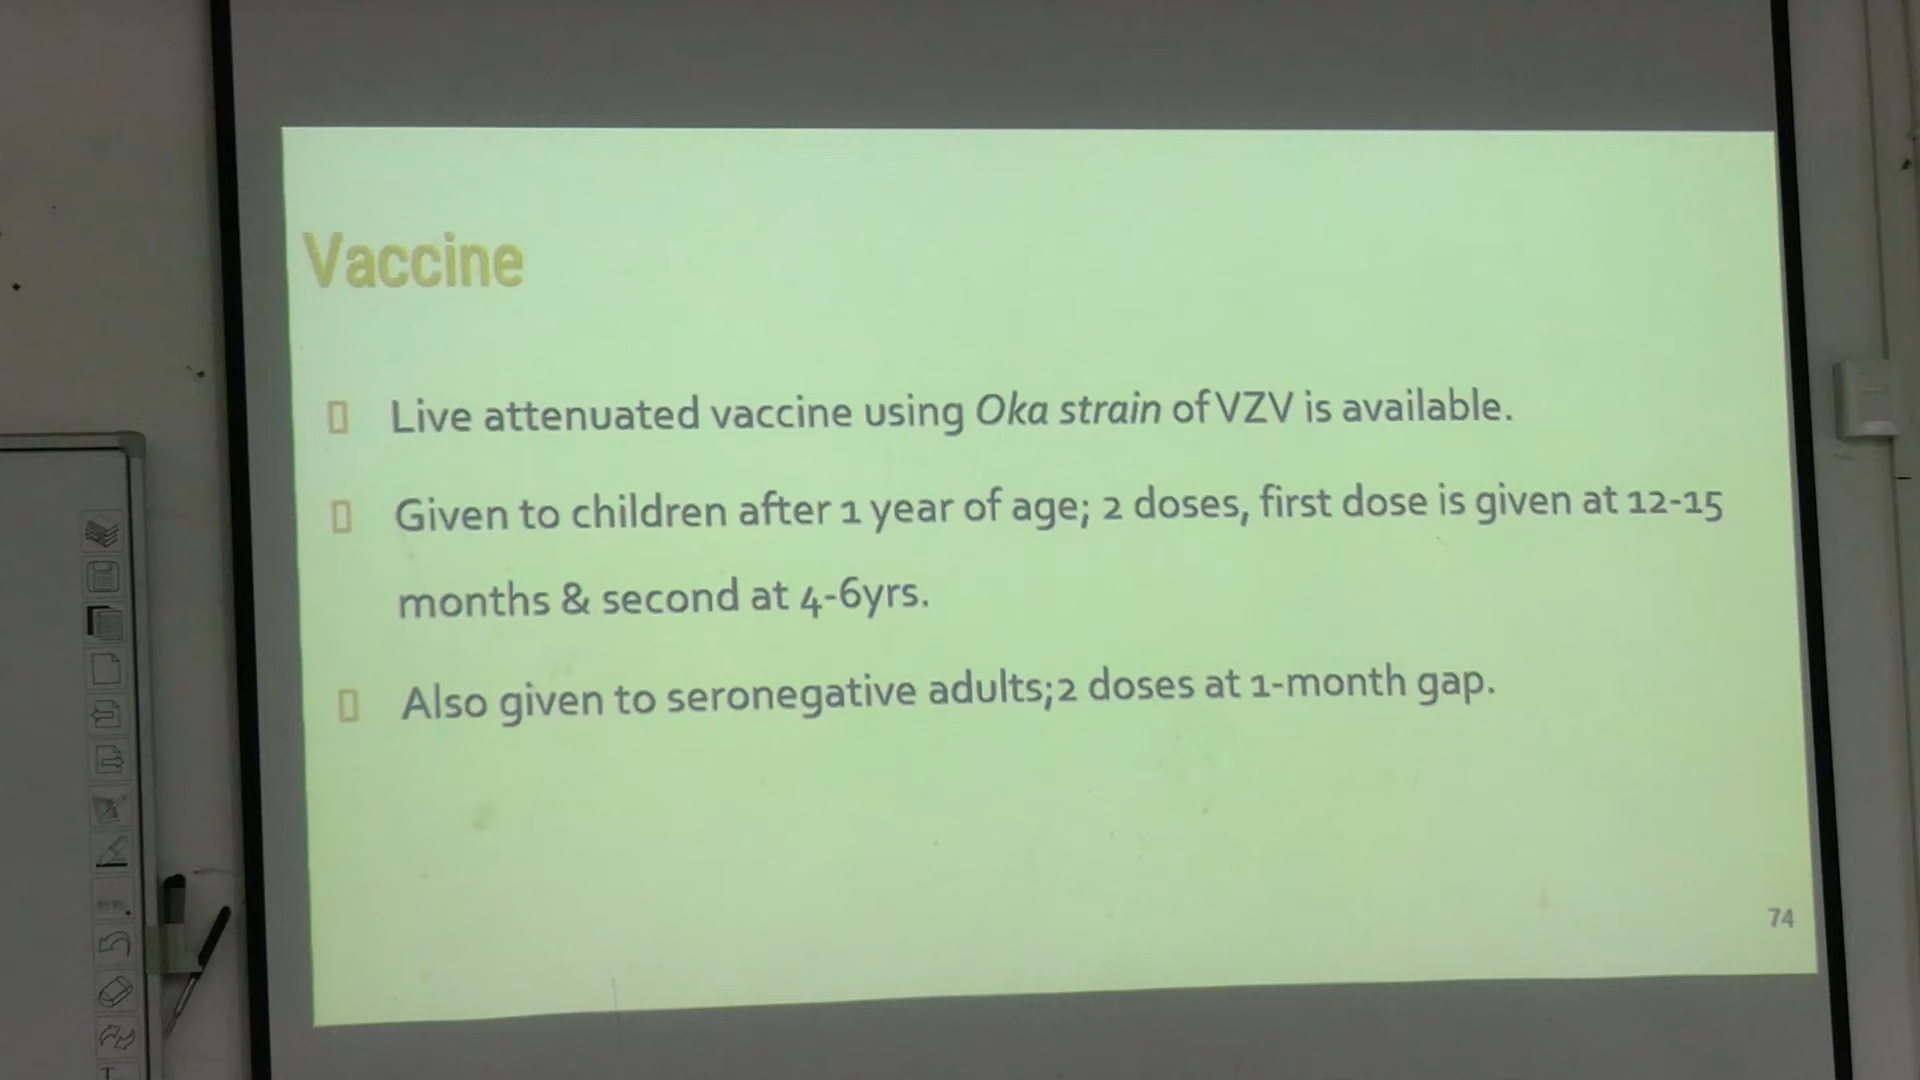 Vaccine
Live attenuated vaccine using Oka strain of VZV is available.
Given to children after 1 year of age; 2 doses, first dose is given at 12-15
months & second at 4-6yrs.
Also given to seronegative adults;2 doses at 1-month gap.
74